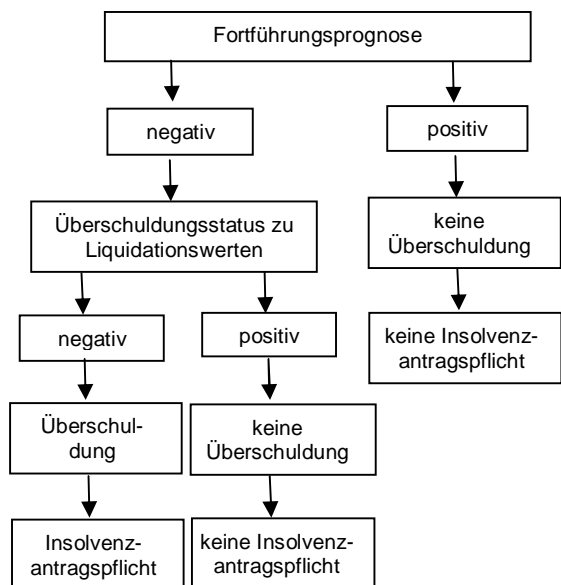 Fortführungsprognose
negativ
positiv
Überschuldungsstatus zu
Liquidationswerten
keine
Überschuldung
negativ
positiv
keine Insolvenz-
antragspflicht
Überschul-
dung
keine
Überschuldung
Insolvenz-
antragspflicht
keine Insolvenz-
antragspflicht